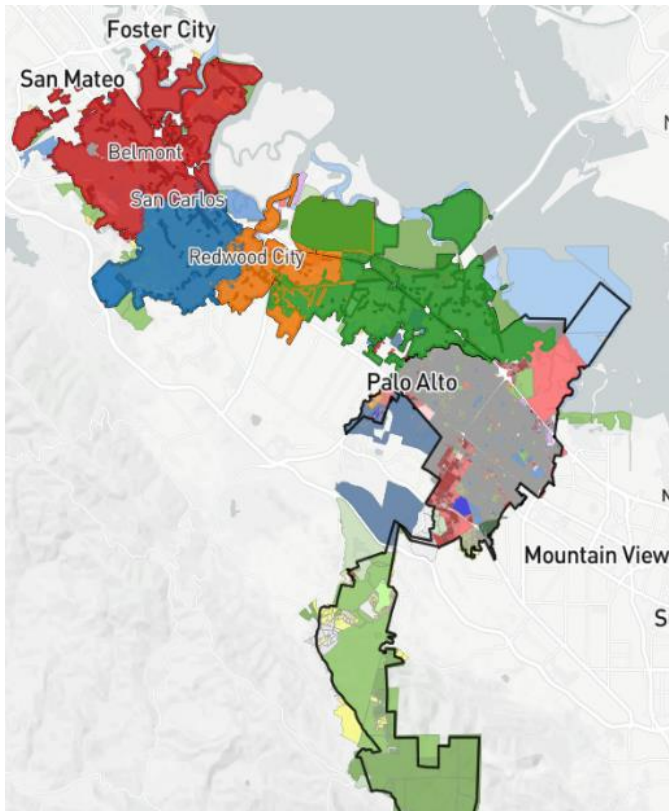 Foster City
San Mateo
Belmont
San Carlos
Redwood City
Palo Alto
Mountain View
N
N
S